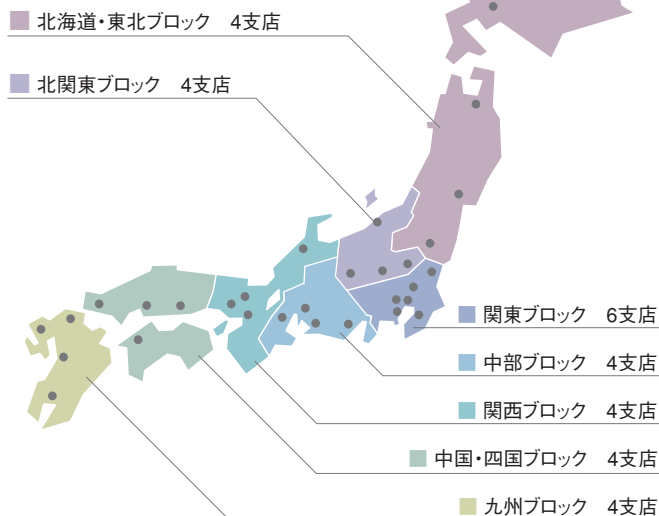 北海道・東北ブロック　4支店
北関東ブロック　4支店
関東ブロック　6支店
中部ブロック　4支店
関西ブロック　4支店
中国・四国ブロック　4支店
九州ブロック　4支店